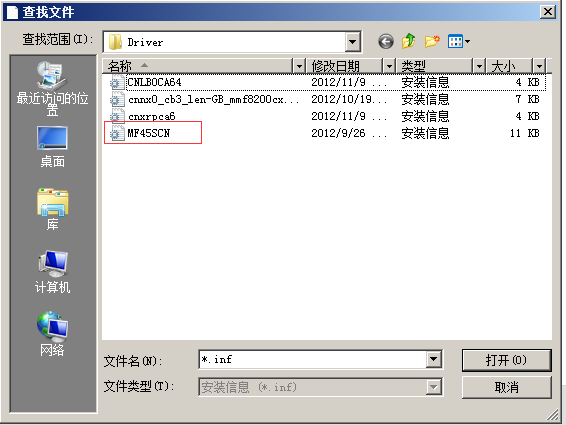 查找文件
查找范围(I): Driver
名称 修改日期 类型 大小
CNLB0CA64 2012/11/9 ... 安装信息 4 KB
cnnx0_cb3_len-GB_mmf8200cx... 2012/10/19... 安装信息 7 KB
cnxrpca6 2012/11/9 ... 安装信息 4 KB
MF45SCN 2012/9/26 ... 安装信息 11 KB
最近访问的位
置
桌面
库
计算机
网络
文件名(N): *.inf 打开(O)
文件类型(T): 安装信息 (*.inf) 取消